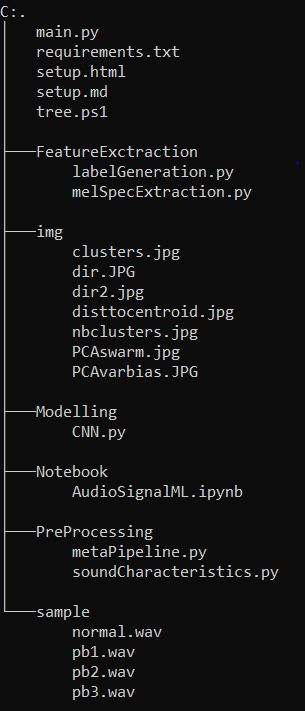 C:.
main.py
requirements.txt
setup.html
setup.md
tree.ps1
FeatureExctraction
labelGeneration.py
melSpecExtraction.py
img
clusters.jpg
dir.JPG
dir2.jpg
disttocentroid.jpg
nbclusters.jpg
PCAswarm.jpg
PCAvarbias.JPG
Modelling
CNN.py
Notebook
AudioSignalML.ipynb
PreProcessing
metaPipeline.py
soundCharacteristics.py
sample
normal.wav
pb1.wav
pb2.wav
pb3.wav